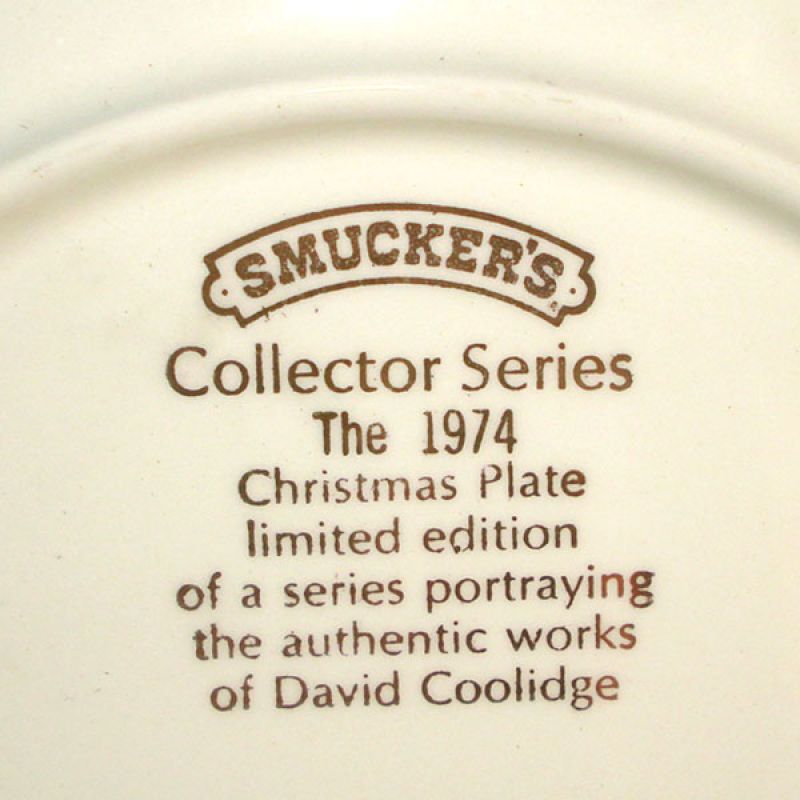 SMUCKER'S
Collector Series
The 1974
Christmas Plate
limited edition
of a series portraying
the authentic works
of David Coolidge